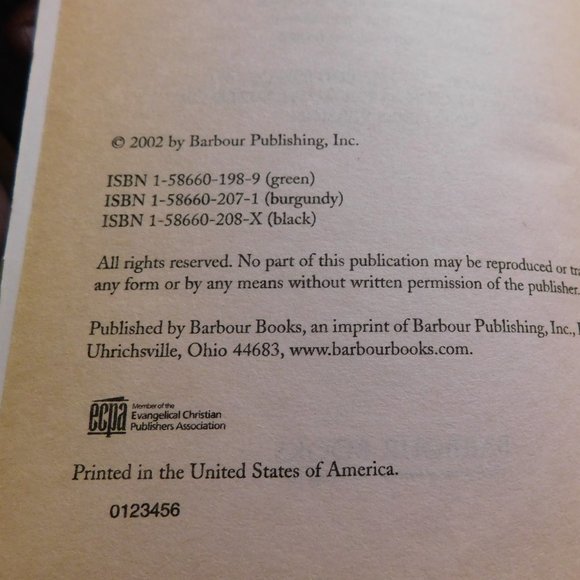 © 2002 by Barbour Publishing, Inc.
ISBN 1-58660-198-9 (green)
ISBN 1-58660-207-1 (burgundy)
ISBN 1-58660-208-X (black)
All rights reserved. No part of this publication may be reproduced or
any form or by any means without written permission of the publisher.
Published by Barbour Books, an imprint of Barbour Publishing, Inc.,
Uhrichsville, Ohio 44683, www.barbourbooks.com.
ecpa Member of the
Evangelical Christian
Publishers Association
Printed in the United States of America.
0123456